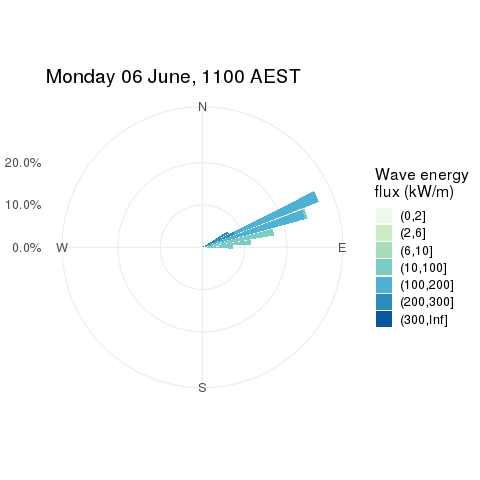 Monday 06 June, 1100 AEST
N
20.0%
10.0%
0.0%
W
E
S
Wave energy
flux (kW/m)
(0,2]
(2,6]
(6,10]
(10,100]
(100,200]
(200,300]
(300,Inf]